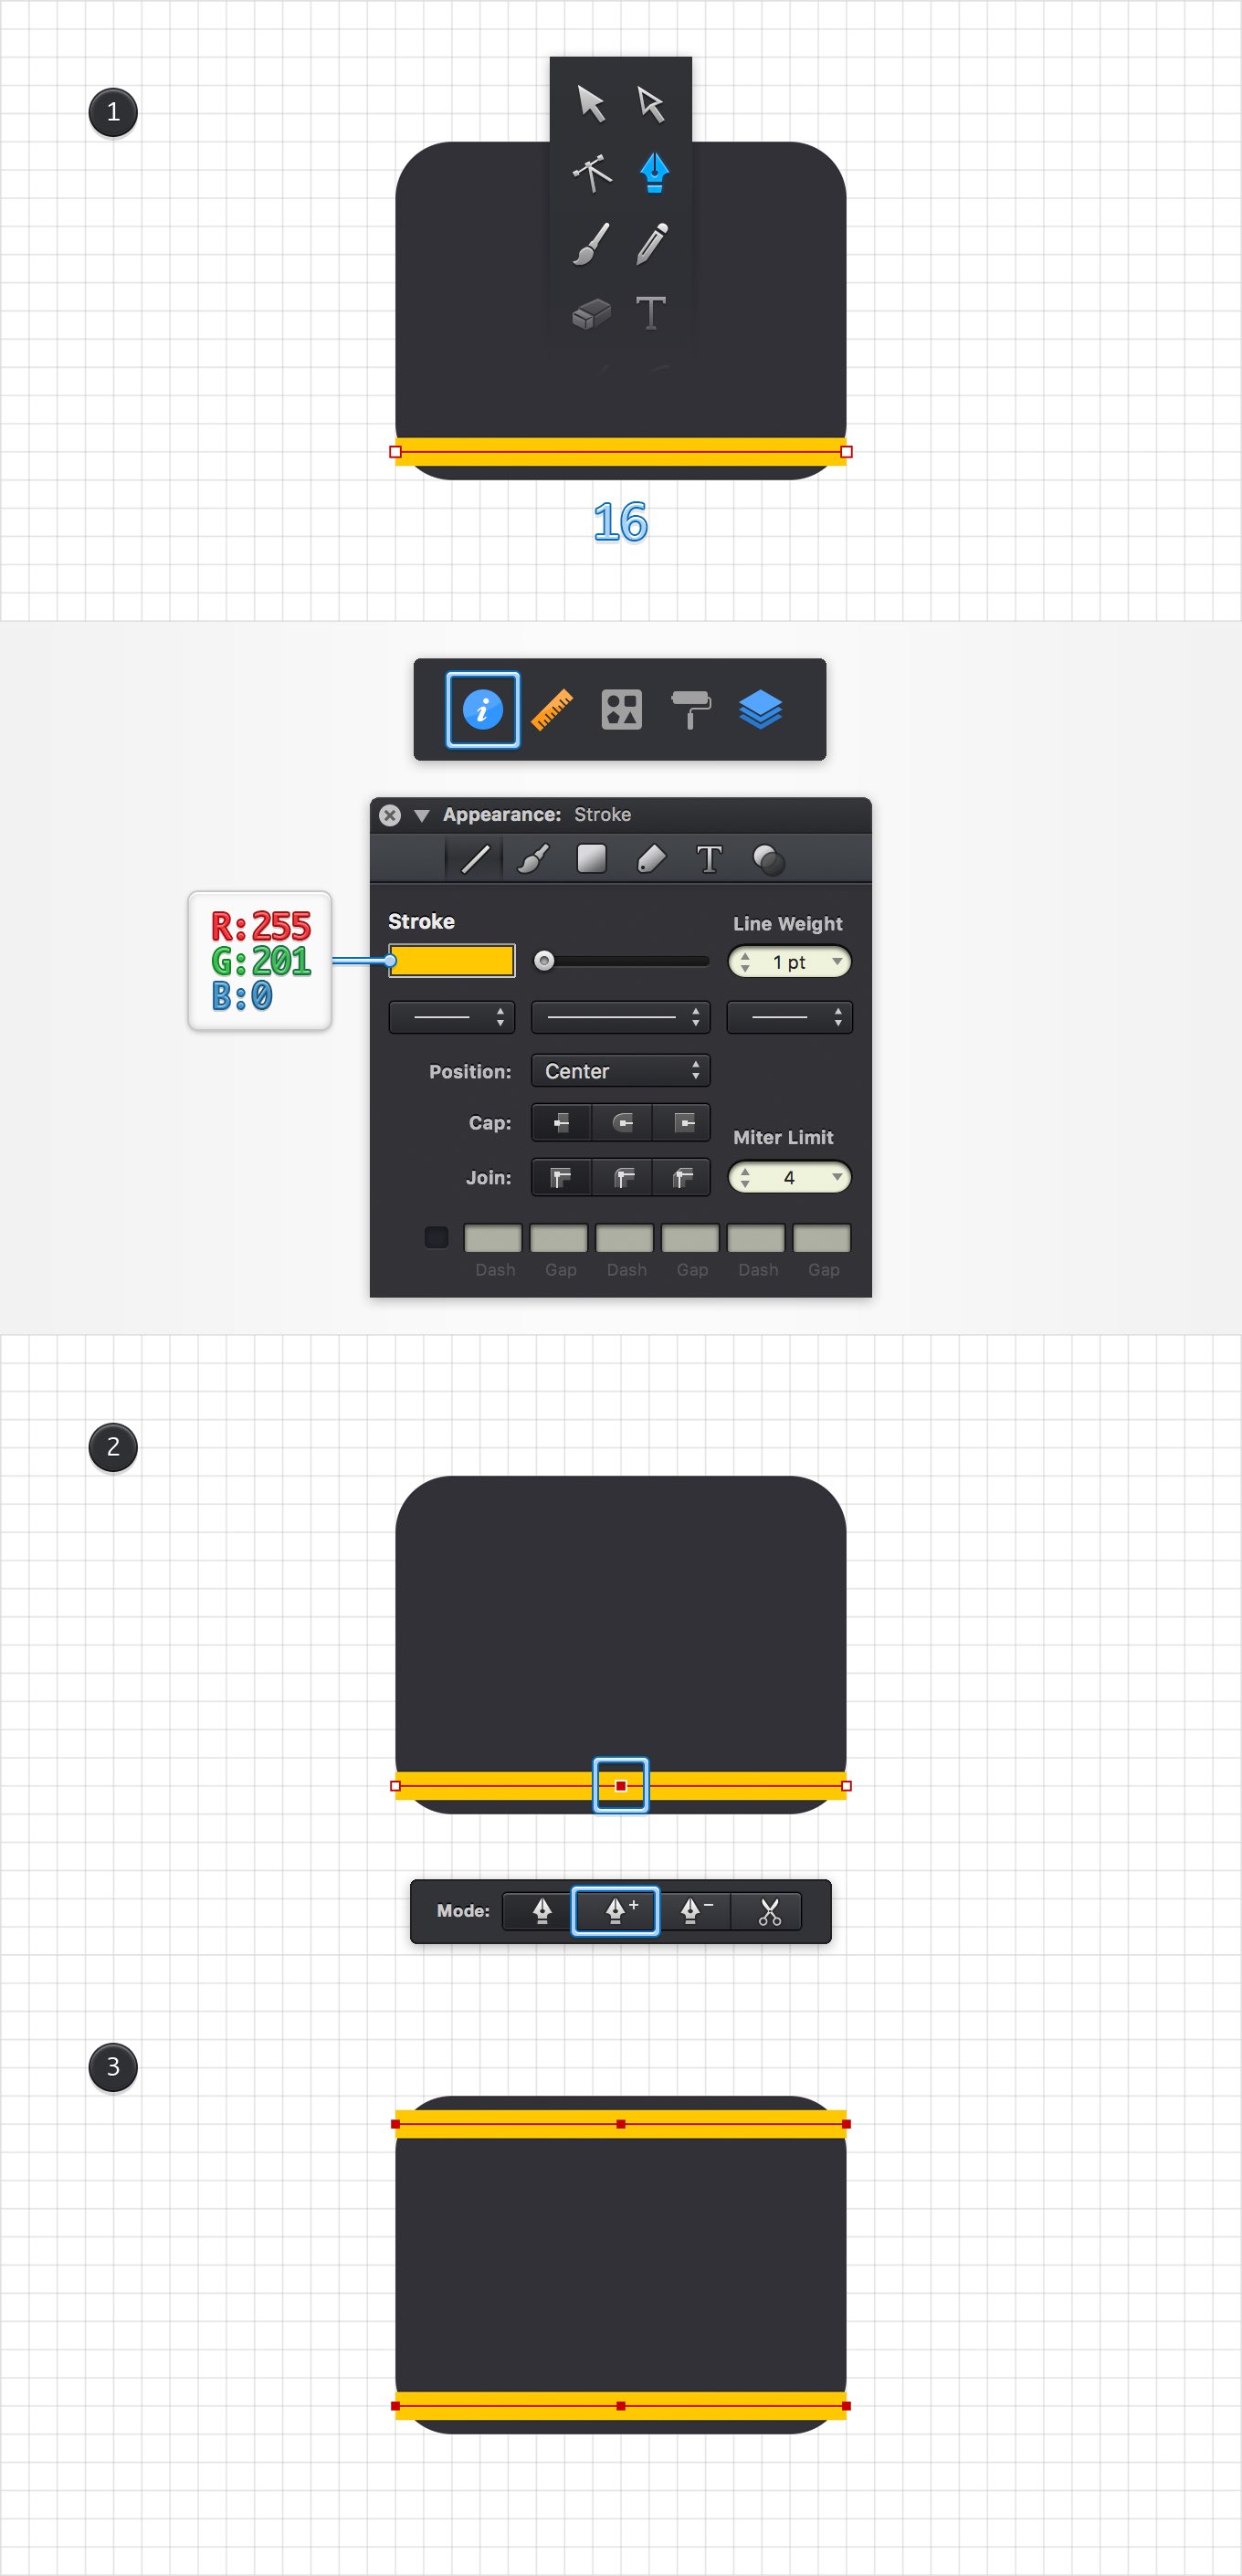 1
T
16
i
Appearance: Stroke
T
Stroke
Line Weight
R:255
G:201
B:0
1 pt
Position: Center
Cap:
Miter Limit
Join:
4
Dash Gap Dash Gap Dash Gap
2
Mode:
3